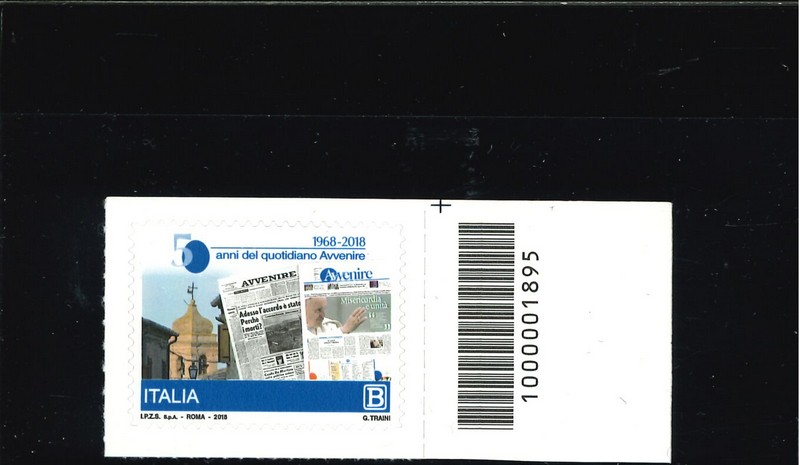 1968-2018
50 anni del quotidiano Avvenire
AVVENIRE
Adesso l'accordo è stato
Perché
i morti?
Avvenire
Misericordia
e unità
ITALIA
B
I.P.Z.S. S.p.A. - ROMA - 2018
G. TRAINI
1000001895